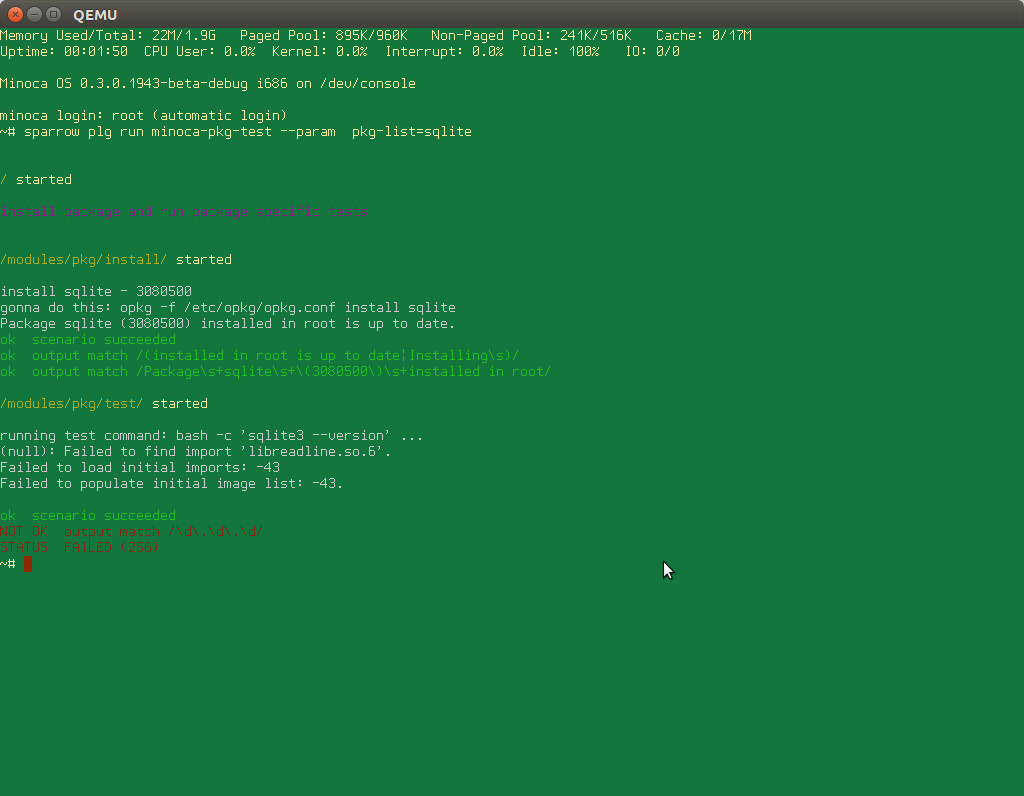 QEMU
Memory Used/Total: 22M/1.9G   Paged Pool: 895K/960K   Non-Paged Pool: 241K/516K   Cache: 0/17M
Uptime: 00:01:50  CPU User: 0.0%  Kernel: 0.0%  Interrupt: 0.0%  Idle: 100%   IO: 0/0
Minoca OS 0.3.0.1943-beta-debug i686 on /dev/console
minoca login: root (automatic login)
~# sparrow plg run minoca-pkg-test --param  pkg-list=sqlite
/ started
install package and run package specific tests
/modules/pkg/install/ started
install sqlite - 3080500
gonna do this: opkg -f /etc/opkg/opkg.conf install sqlite
Package sqlite (3080500) installed in root is up to date.
ok  scenario succeeded
ok  output match /(installed in root is up to date|Installing\s)/
ok  output match /Package\s+sqlite\s+\(3080500\)\s+installed in root/
/modules/pkg/test/ started
running test command: bash -c 'sqlite3 --version' ...
(null): Failed to find import 'libreadline.so.6'.
Failed to load initial imports: -43
Failed to populate initial image list: -43.
ok  scenario succeeded
NOT OK  output match /\d\.\d\.\d/
STATUS  FAILED (255)
~#